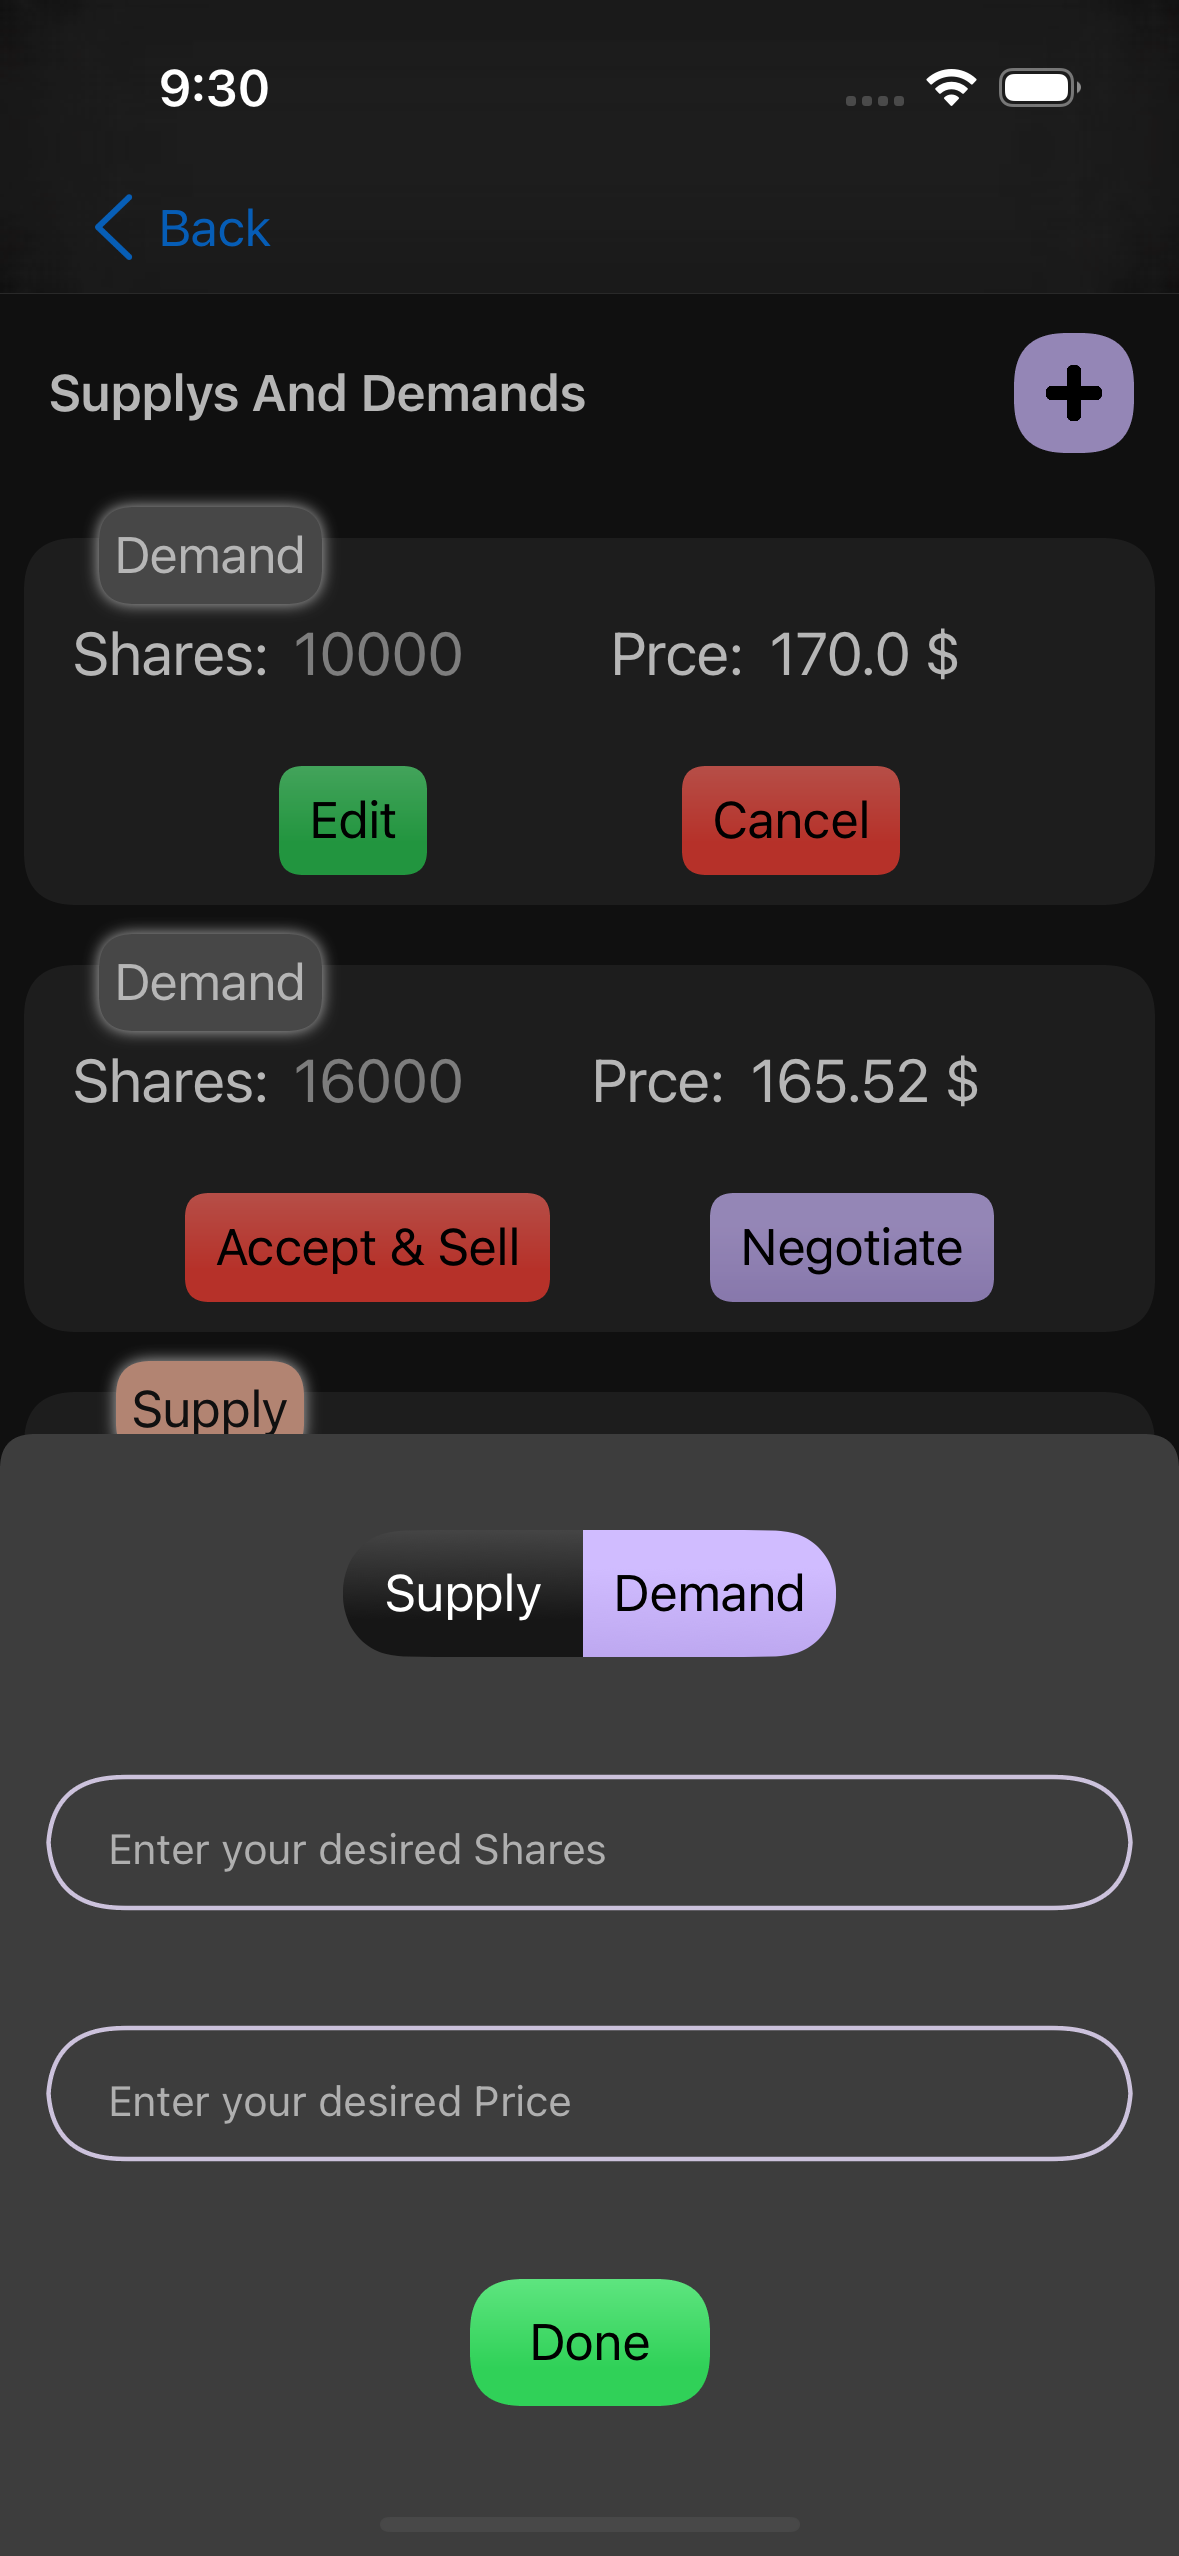 9:30
Back
Supplys And Demands
Demand
Shares: 10000 Prce: 170.0 $
Edit Cancel
Demand
Shares: 16000 Prce: 165.52 $
Accept & Sell Negotiate
Supply
Supply Demand
Enter your desired Shares
Enter your desired Price
Done